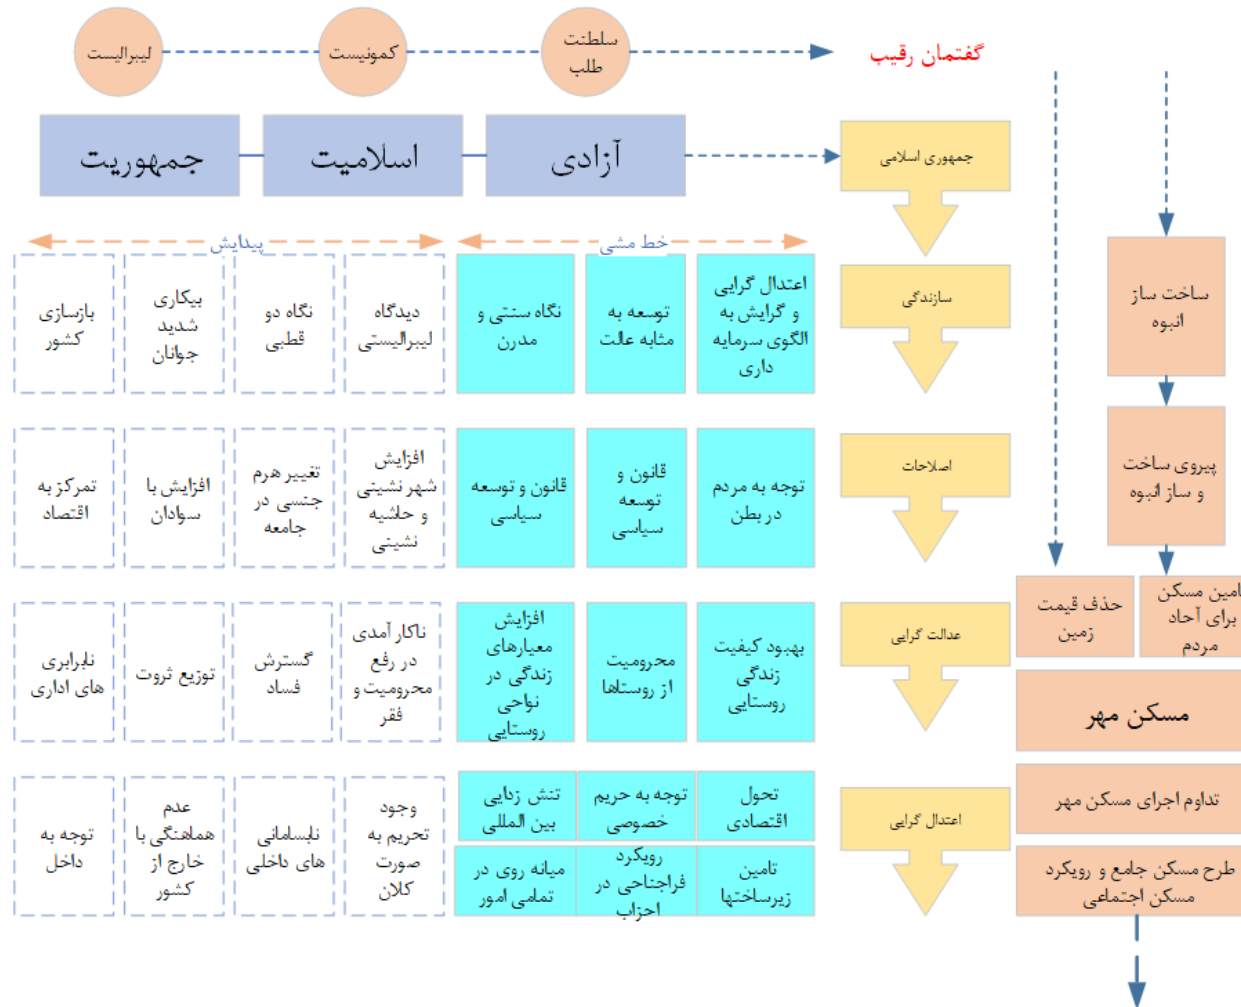 گفتمان رقیب
سلطنت
طلب
کمونیست
لیبرالیست
جمهوری اسلامی
آزادی
اسلامیت
جمهوریت
خط مشی
پیدایش
سازندگی
اعتدال گرایی
و گرایش به
الگوی سرمایه
داری
توسعه به
مثابه عالت
نگاه سنتی و
مدرن
دیدگاه
لیبرالیستی
نگاه دو
قطبی
بیکاری
شدید
جوانان
بازسازی
کشور
اصلاحات
توجه به مردم
در بطن
قانون و
توسعه
سیاسی
قانون و توسعه
سیاسی
افزایش
شهر نشینی
و حاشیه
نشینی
تغییر هرم
جنسی در
جامعه
افزایش با
سوادان
تمرکز به
اقتصاد
عدالت گرایی
بهبود کیفیت
زندگی
روستایی
محرومیت
از روستاها
افزایش
معیارهای
زندگی در
نواحی
روستایی
ناکار آمدی
در رفع
محرومیت و
فقر
گسترش
فساد
توزیع ثروت
نابرابری
های اداری
اعتدال گرایی
تحول
اقتصادی
توجه به حریم
خصوصی
تنش زدایی
بین المللی
تامین
زیرساختها
رویکرد
فراجناحی در
احزاب
میانه روی در
تمامی امور
وجود
تحریم به
صورت
کلان
نابسامانی
های داخلی
عدم
هماهنگی با
خارج از
کشور
توجه به
داخل
ساخت ساز
انبوه
پیروی ساخت
و ساز انبوه
تامین مسکن
برای آحاد
مردم
حذف قیمت
زمین
مسکن مهر
تداوم اجرای مسکن مهر
طرح مسکن جامع و رویکرد
مسکن اجتماعی